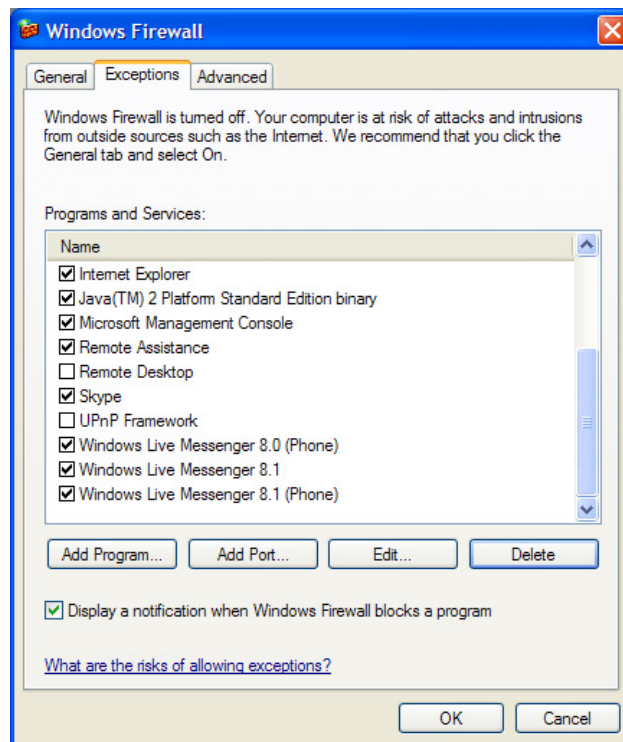 Windows Firewall
General Exceptions Advanced
Windows Firewall is turned off. Your computer is at risk of attacks and intrusions
from outside sources such as the Internet. We recommend that you click the
General tab and select On.
Programs and Services:
Name
Internet Explorer
Java(TM) 2 Platform Standard Edition binary
Microsoft Management Console
Remote Assistance
Remote Desktop
Skype
UPnP Framework
Windows Live Messenger 8.0 (Phone)
Windows Live Messenger 8.1
Windows Live Messenger 8.1 (Phone)
Add Program... Add Port... Edit... Delete
Display a notification when Windows Firewall blocks a program
What are the risks of allowing exceptions?
OK Cancel